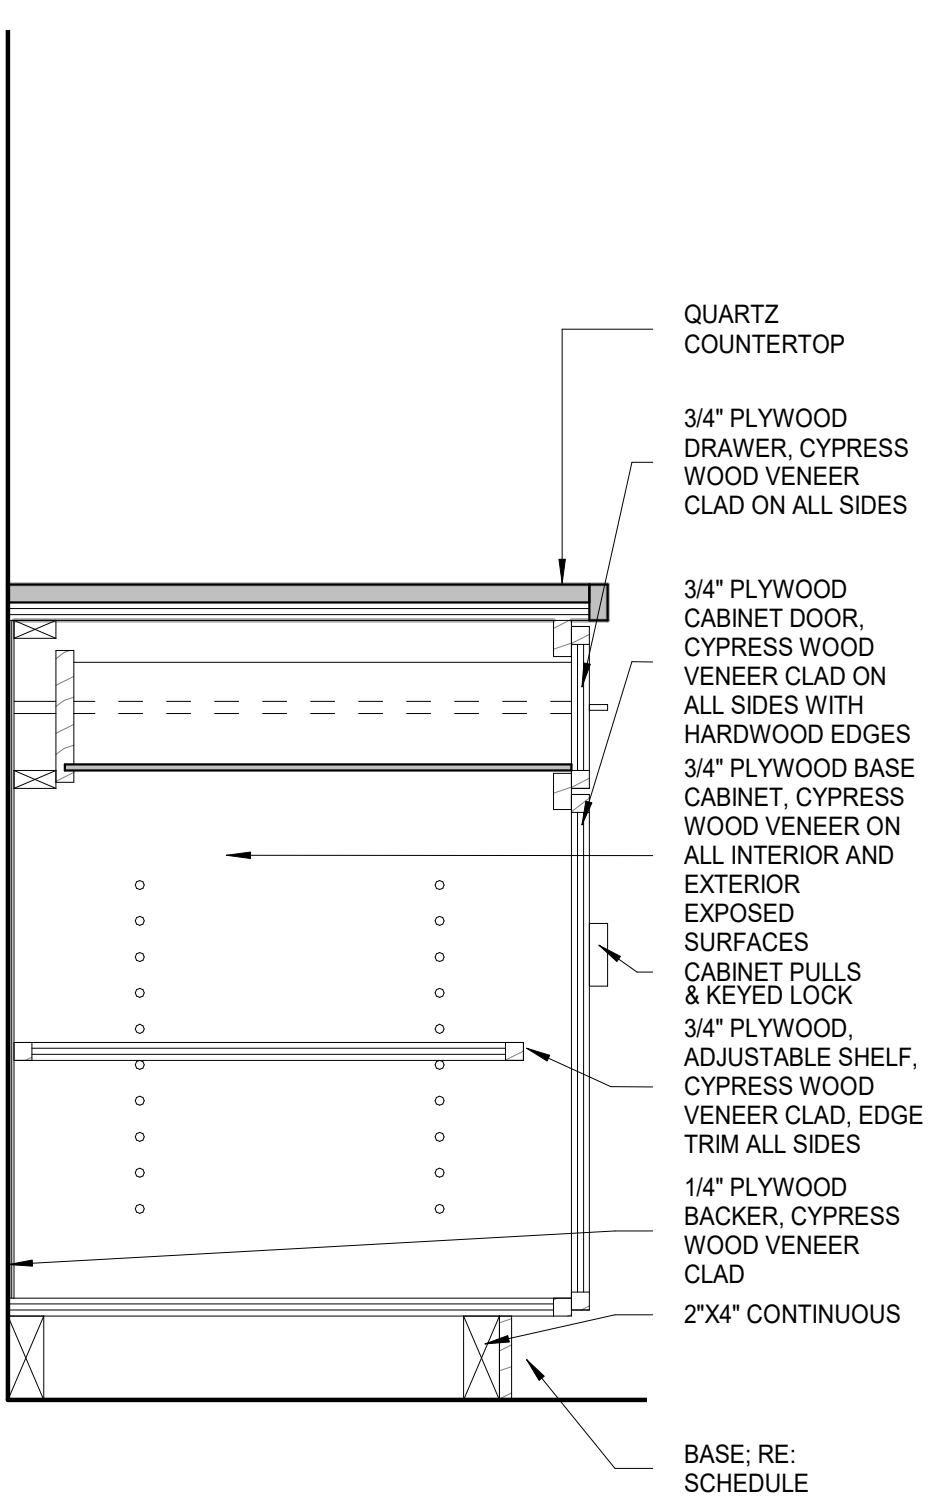 QUARTZ
COUNTERTOP
3/4" PLYWOOD
DRAWER, CYPRESS
WOOD VENEER
CLAD ON ALL SIDES
3/4" PLYWOOD
CABINET DOOR,
CYPRESS WOOD
VENEER CLAD ON
ALL SIDES WITH
HARDWOOD EDGES
3/4" PLYWOOD BASE
CABINET, CYPRESS
WOOD VENEER ON
ALL INTERIOR AND
EXTERIOR
EXPOSED
SURFACES
CABINET PULLS
& KEYED LOCK
3/4" PLYWOOD,
ADJUSTABLE SHELF,
CYPRESS WOOD
VENEER CLAD, EDGE
TRIM ALL SIDES
1/4" PLYWOOD
BACKER, CYPRESS
WOOD VENEER
CLAD
2"X4" CONTINUOUS
BASE; RE:
SCHEDULE